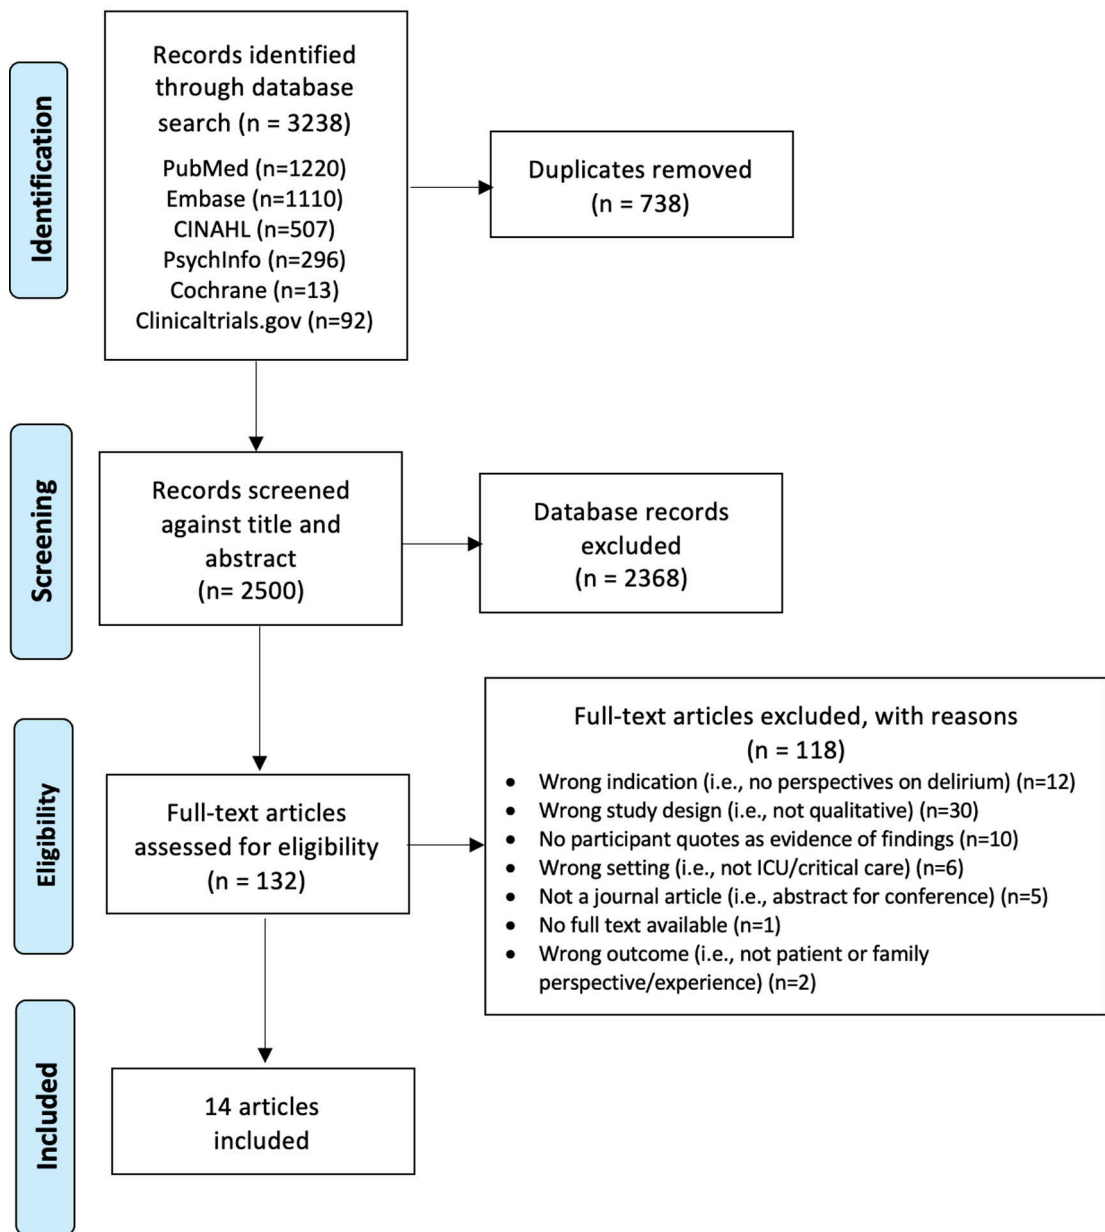 Identification
Records identified
through database
search (n = 3238)
PubMed (n=1220)
Embase (n=1110)
CINAHL (n=507)
PsychInfo (n=296)
Cochrane (n=13)
Clinicaltrials.gov (n=92)
Duplicates removed
(n = 738)
Screening
Records screened
against title and
abstract
(n= 2500)
Database records
excluded
(n = 2368)
Eligibility
Full-text articles
assessed for eligibility
(n = 132)
Full-text articles excluded, with reasons
(n = 118)
• Wrong indication (i.e., no perspectives on delirium) (n=12)
• Wrong study design (i.e., not qualitative) (n=30)
• No participant quotes as evidence of findings (n=10)
• Wrong setting (i.e., not ICU/critical care) (n=6)
• Not a journal article (i.e., abstract for conference) (n=5)
• No full text available (n=1)
• Wrong outcome (i.e., not patient or family
perspective/experience) (n=2)
Included
14 articles
included